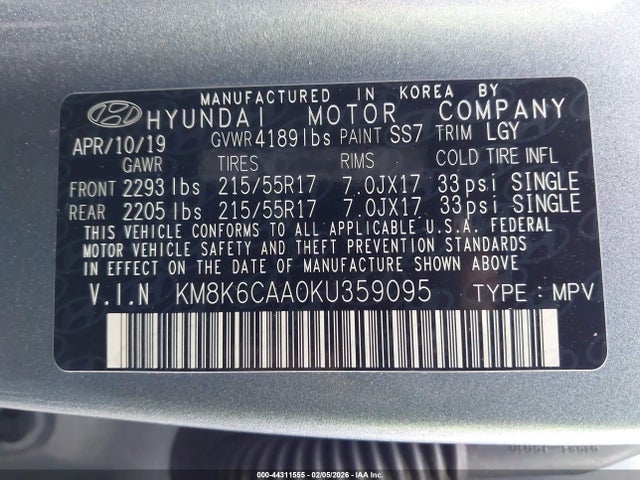 MANUFACTURED IN KOREA BY
HYUNDAI MOTOR COMPANY
APR/10/19 GVWR 4189lbs PAINT SS7 TRIM LGY
GAWR TIRES RIMS COLD TIRE INFL
FRONT 2293 lbs 215/55R17 7.0JX17 33psi SINGLE
REAR 2205 lbs 215/55R17 7.0JX17 33psi SINGLE
THIS VEHICLE CONFORMS TO ALL APPLICABLE U.S.A. FEDERAL
MOTOR VEHICLE SAFETY AND THEFT PREVENTION STANDARDS
IN EFFECT ON THE DATE OF MANUFACTURE SHOWN ABOVE
V.I.N KM8K6CAA0KU359095 TYPE : MPV
000-44311555 | 02/05/2026 | IAA Inc.